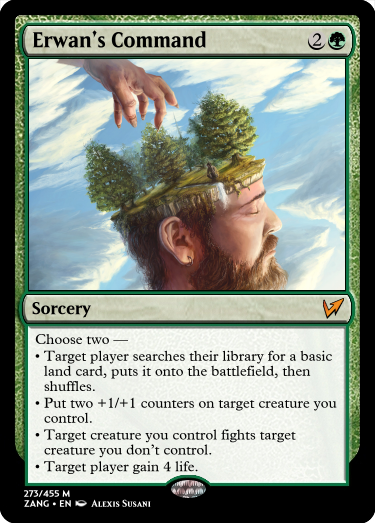 Erwan's Command 2
Sorcery
Choose two —
• Target player searches their library for a basic
land card, puts it onto the battlefield, then
shuffles.
• Put two +1/+1 counters on target creature you
control.
• Target creature you control fights target
creature you don't control.
• Target player gain 4 life.
273/455 M
ZANG • EN Alexis Susani